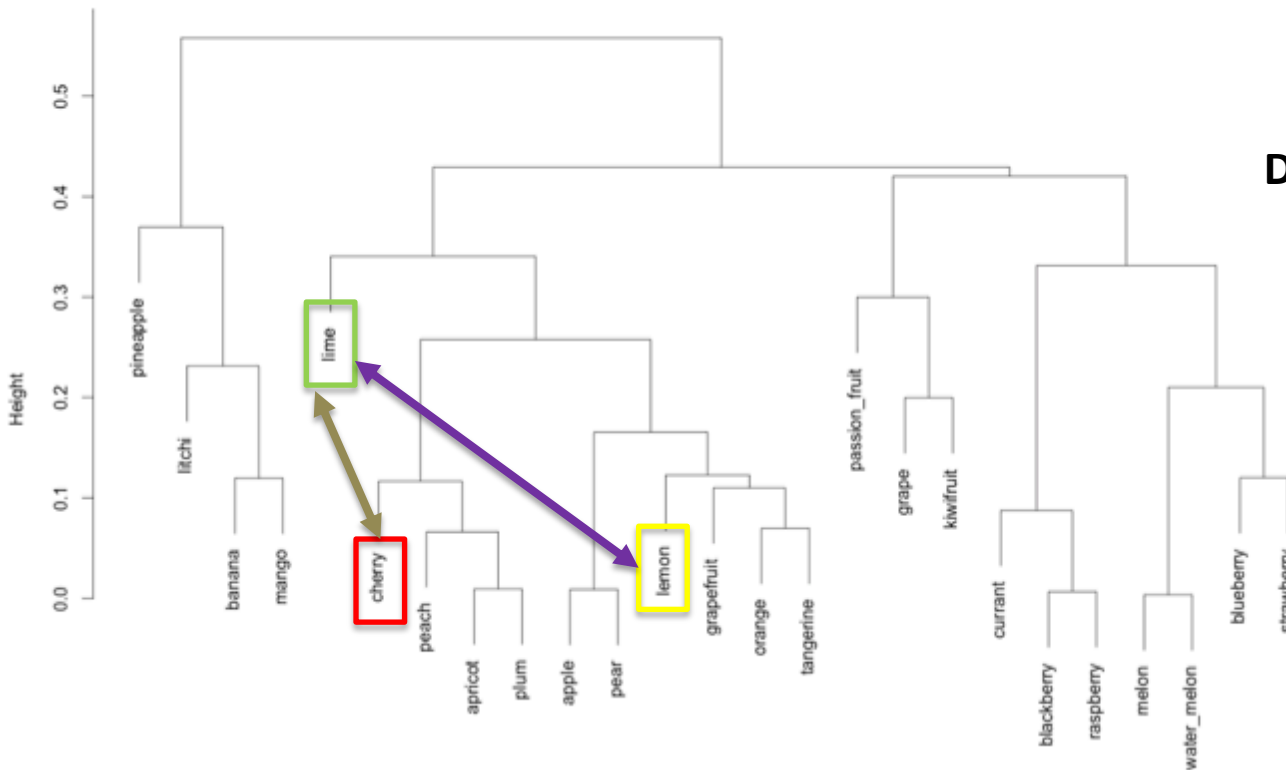 D
Height
0.0
0.1
0.2
0.3
0.4
0.5
pineapple
litchi
banana
mango
lime
cherry
peach
apricot
plum
apple
pear
lemon
grapefruit
orange
tangerine
passion_fruit
grape
kiwifruit
currant
blackberry
raspberry
melon
water_melon
blueberry